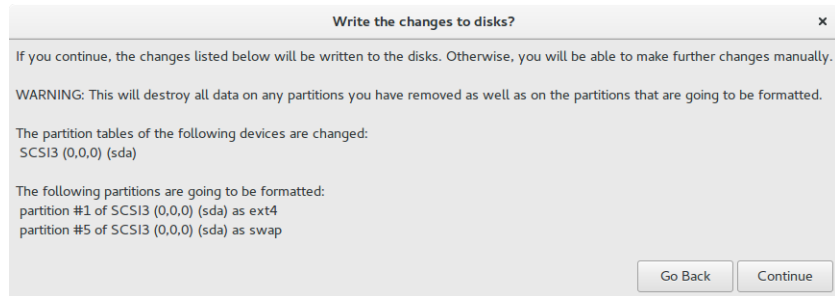 Write the changes to disks?
If you continue, the changes listed below will be written to the disks. Otherwise, you will be able to make further changes manually.
WARNING: This will destroy all data on any partitions you have removed as well as on the partitions that are going to be formatted.
The partition tables of the following devices are changed:
SCSI3 (0,0,0) (sda)
The following partitions are going to be formatted:
partition #1 of SCSI3 (0,0,0) (sda) as ext4
partition #5 of SCSI3 (0,0,0) (sda) as swap
Go Back Continue